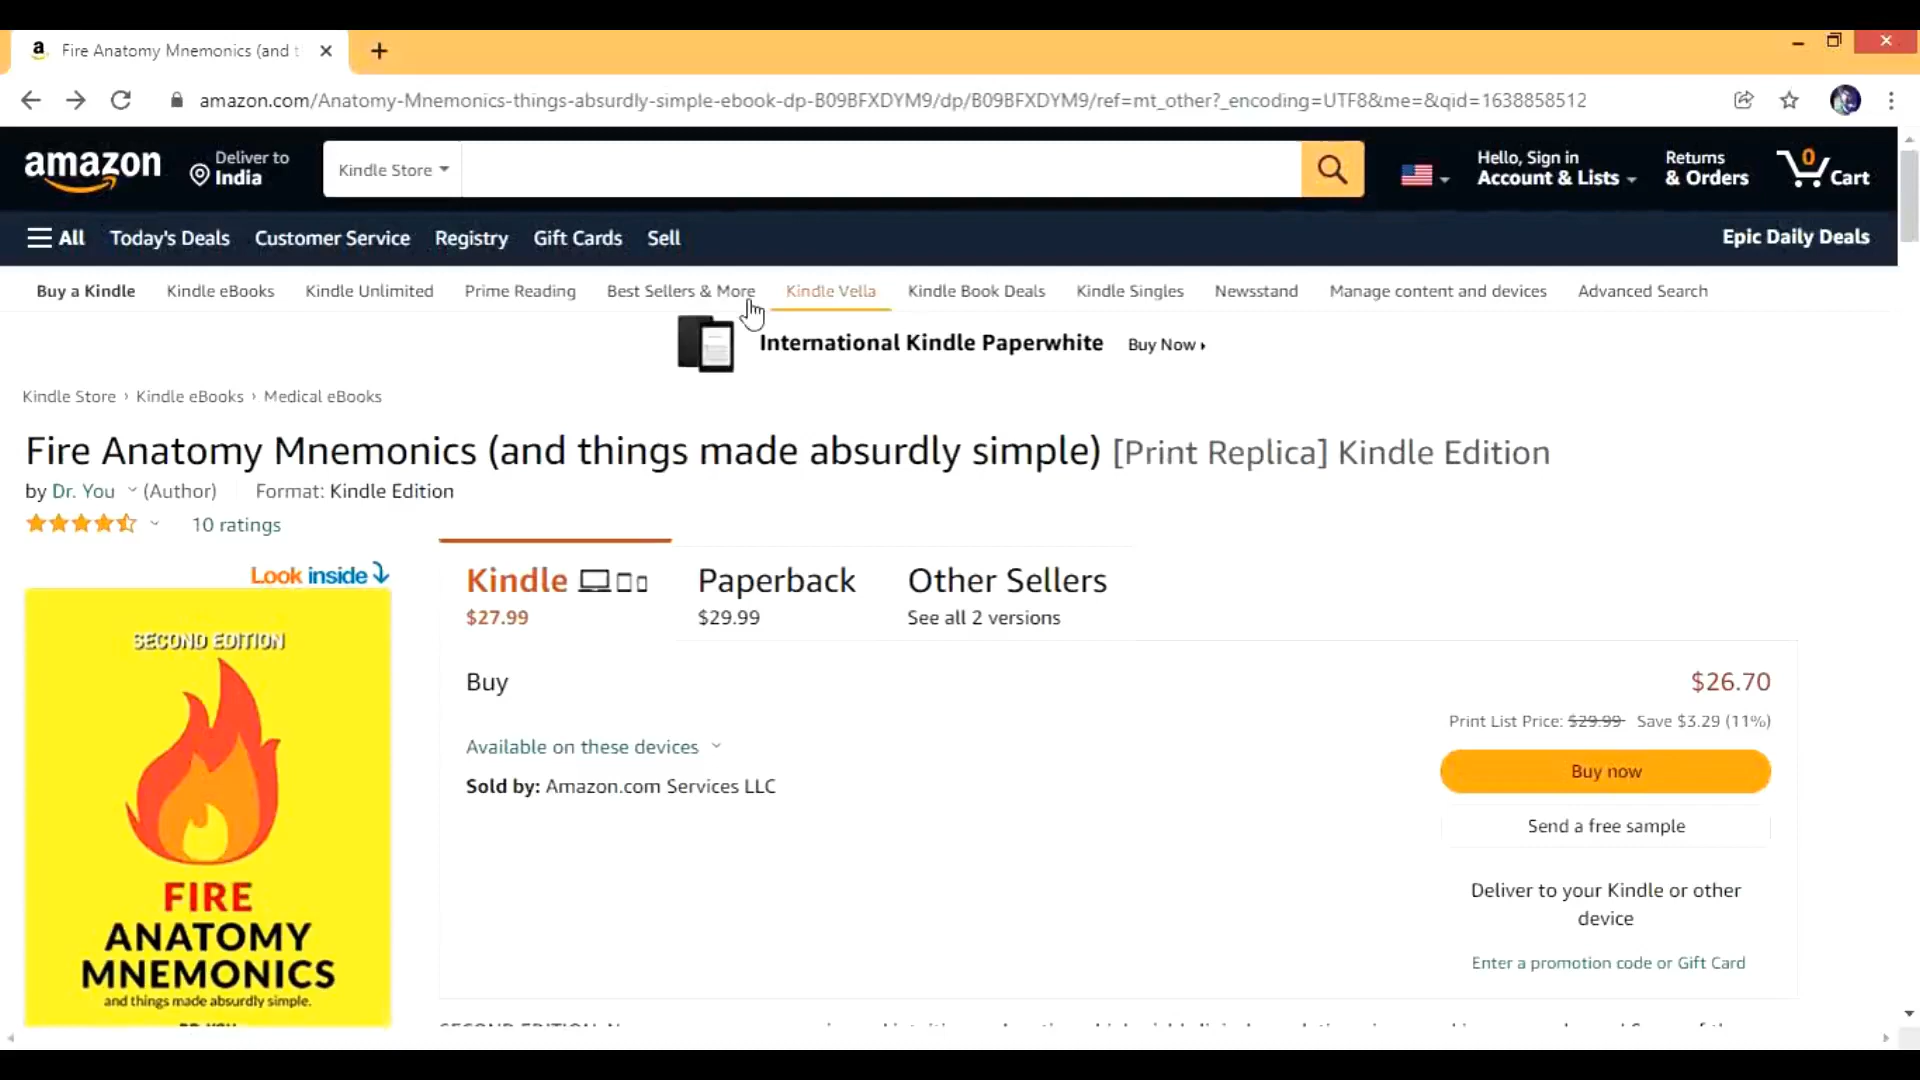 Fire Anatomy Mnemonics (and t
amazon.com/Anatomy-Mnemonics-things-absurdly-simple-ebook-dp-B09BFXDYM9/dp/B09BFXDYM9/ref=mt_other?_encoding=UTF8&me=&qid=1638858512
amazon
Deliver to
India
Kindle Store
Hello, Sign in
Account & Lists
Returns
& Orders
0
Cart
All Today's Deals Customer Service Registry Gift Cards Sell Epic Daily Deals
Buy a Kindle Kindle eBooks Kindle Unlimited Prime Reading Best Sellers & More Kindle Vella Kindle Book Deals Kindle Singles Newsstand Manage content and devices Advanced Search
International Kindle Paperwhite Buy Now
Kindle Store › Kindle eBooks › Medical eBooks
Fire Anatomy Mnemonics (and things made absurdly simple) [Print Replica] Kindle Edition
by Dr. You (Author) Format: Kindle Edition
10 ratings
Look inside
SECOND EDITION
FIRE
ANATOMY
MNEMONICS
and things made absurdly simple.
Kindle
$27.99
Paperback
$29.99
Other Sellers
See all 2 versions
Buy
Available on these devices
Sold by: Amazon.com Services LLC
$26.70
Print List Price: $29.99 Save $3.29 (11%)
Buy now
Send a free sample
Deliver to your Kindle or other
device
Enter a promotion code or Gift Card